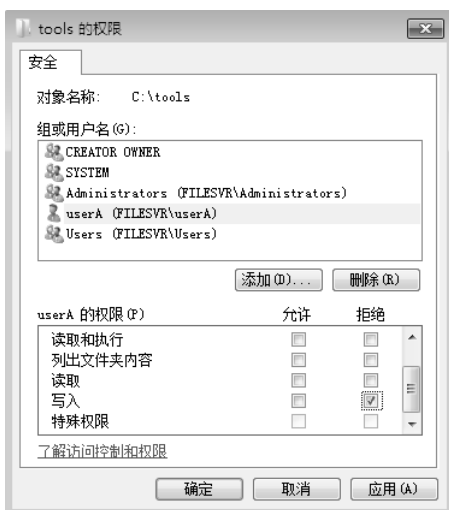 tools 的权限
安全
对象名称: C:\tools
组或用户名(G):
CREATOR OWNER
SYSTEM
Administrators (FILESVR\Administrators)
userA (FILESVR\userA)
Users (FILESVR\Users)
添加(D)... 删除(R)
userA 的权限(P) 允许 拒绝
读取和执行
列出文件夹内容
读取
写入
特殊权限
了解访问控制和权限
确定 取消 应用(A)